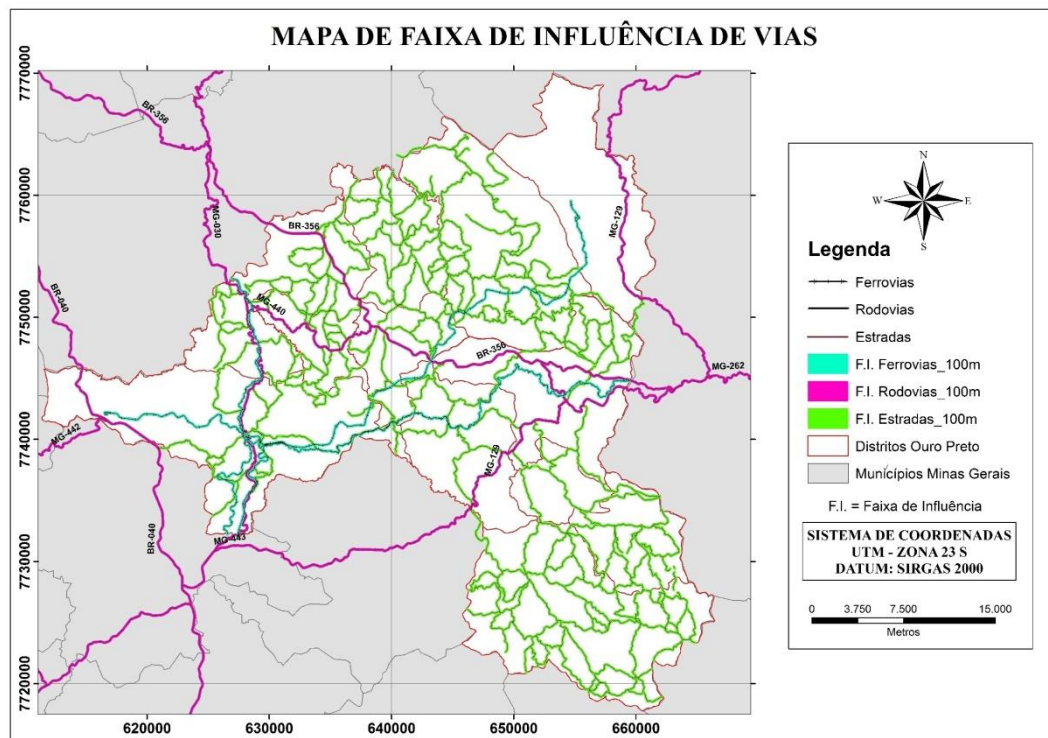 MAPA DE FAIXA DE INFLUÊNCIA DE VIAS
7770000
7760000
7750000
7740000
7730000
7720000
620000
630000
640000
650000
660000
BR-356
MG-030
BR-356
MG-129
BR-040
MG-440
BR-356
MG-262
MG-442
MG-129
BR-040
MG-443
N
W
E
S
Legenda
Ferrovias
Rodovias
Estradas
F.I. Ferrovias_100m
F.I. Rodovias_100m
F.I. Estradas_100m
Distritos Ouro Preto
Munícípios Minas Gerais
F.I. = Faixa de Influência
SISTEMA DE COORDENADAS
UTM - ZONA 23 S
DATUM: SIRGAS 2000
0 3.750 7.500 15.000
Metros